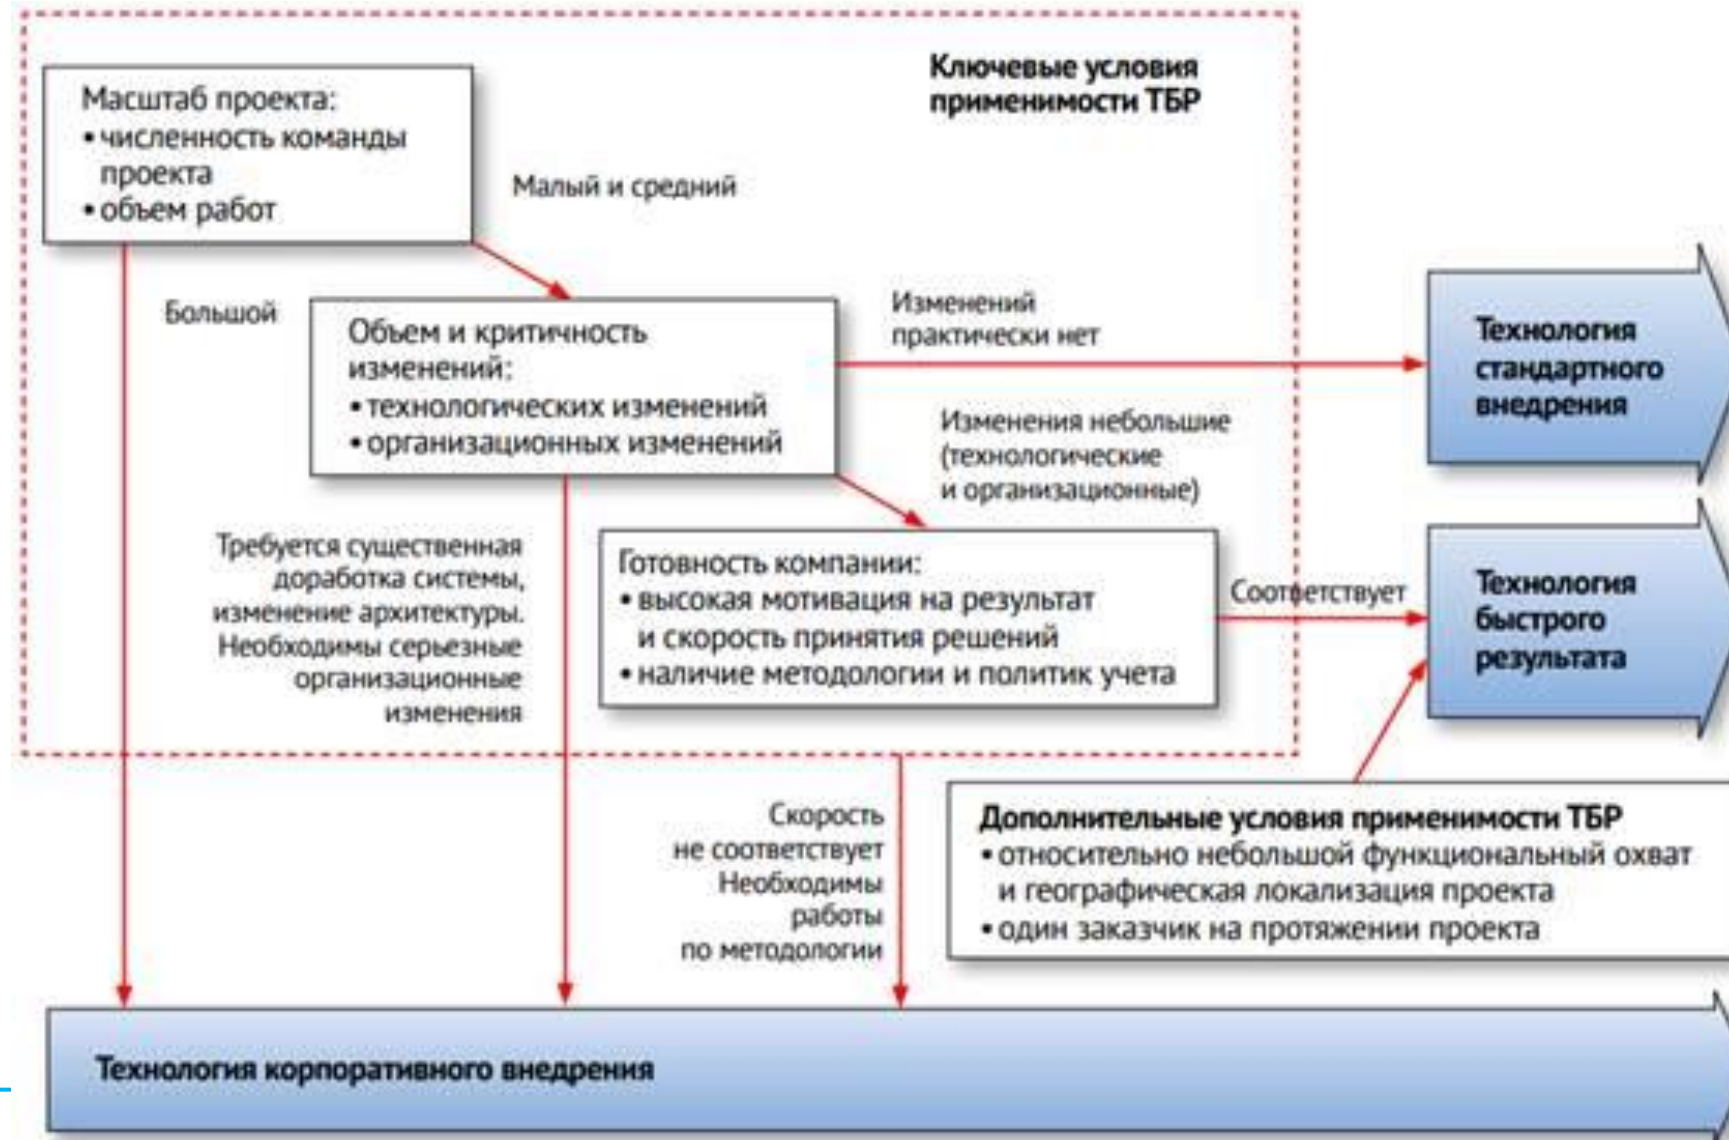 Ключевые условия
применимости ТБР
Масштаб проекта:
• численность команды
проекта
• объем работ
Малый и средний
Большой
Объем и критичность
изменений:
• технологических изменений
• организационных изменений
Изменений
практически нет
Технология
стандартного
внедрения
Изменения небольшие
(технологические
и организационные)
Требуется существенная
доработка системы,
изменение архитектуры.
Необходимы серьезные
организационные
изменения
Готовность компании:
• высокая мотивация на результат
и скорость принятия решений
• наличие методологии и политик учета
Соответствует
Технология
быстрого
результата
Скорость
не соответствует
Необходимы
работы
по методологии
Дополнительные условия применимости ТБР
• относительно небольшой функциональный охват
и географическая локализация проекта
• один заказчик на протяжении проекта
Технология корпоративного внедрения